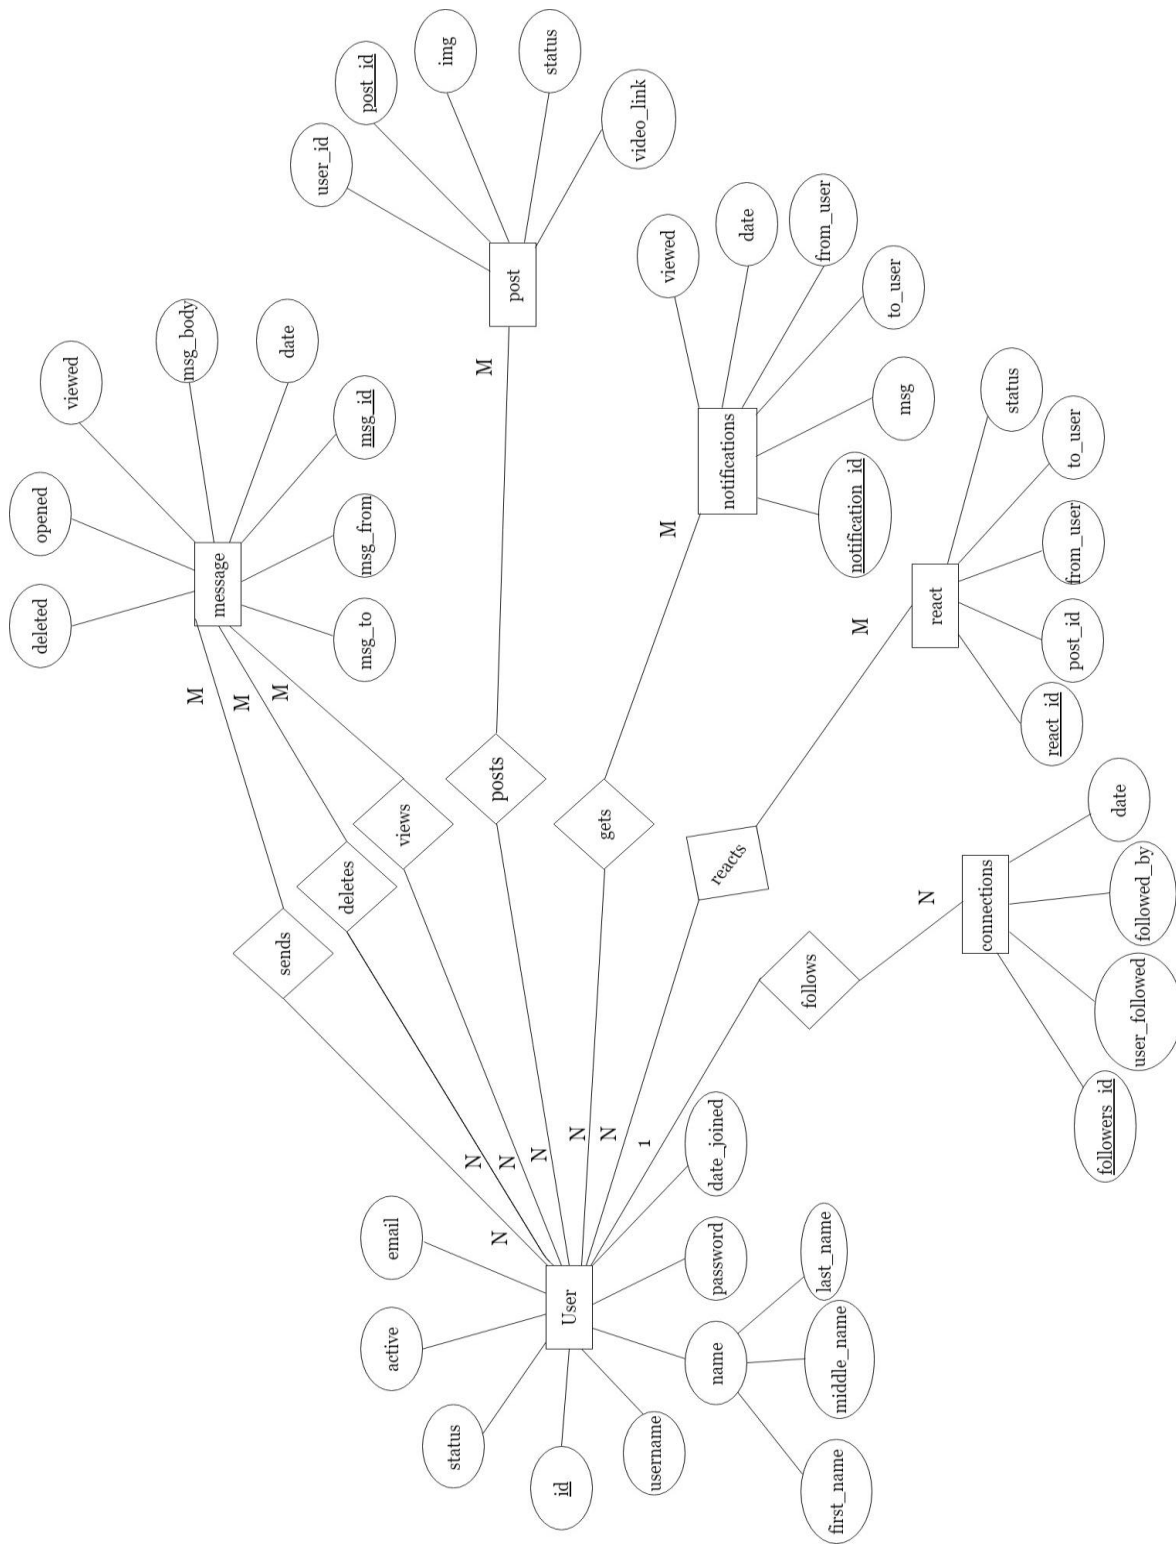 deleted
opened
viewed
msg_body
date
msg_id
msg_from
msg_to
message
M
M
M
sends
deletes
views
user_id
post_id
img
status
video_link
post
M
posts
viewed
date
from_user
to_user
msg
notification_id
notifications
M
gets
status
to_user
from_user
post_id
react_id
react
M
reacts
date
followed_by
user_followed
followers_id
connections
N
follows
N
N
N
N
N
N
1
email
active
status
id
username
name
first_name
middle_name
last_name
password
date_joined
User